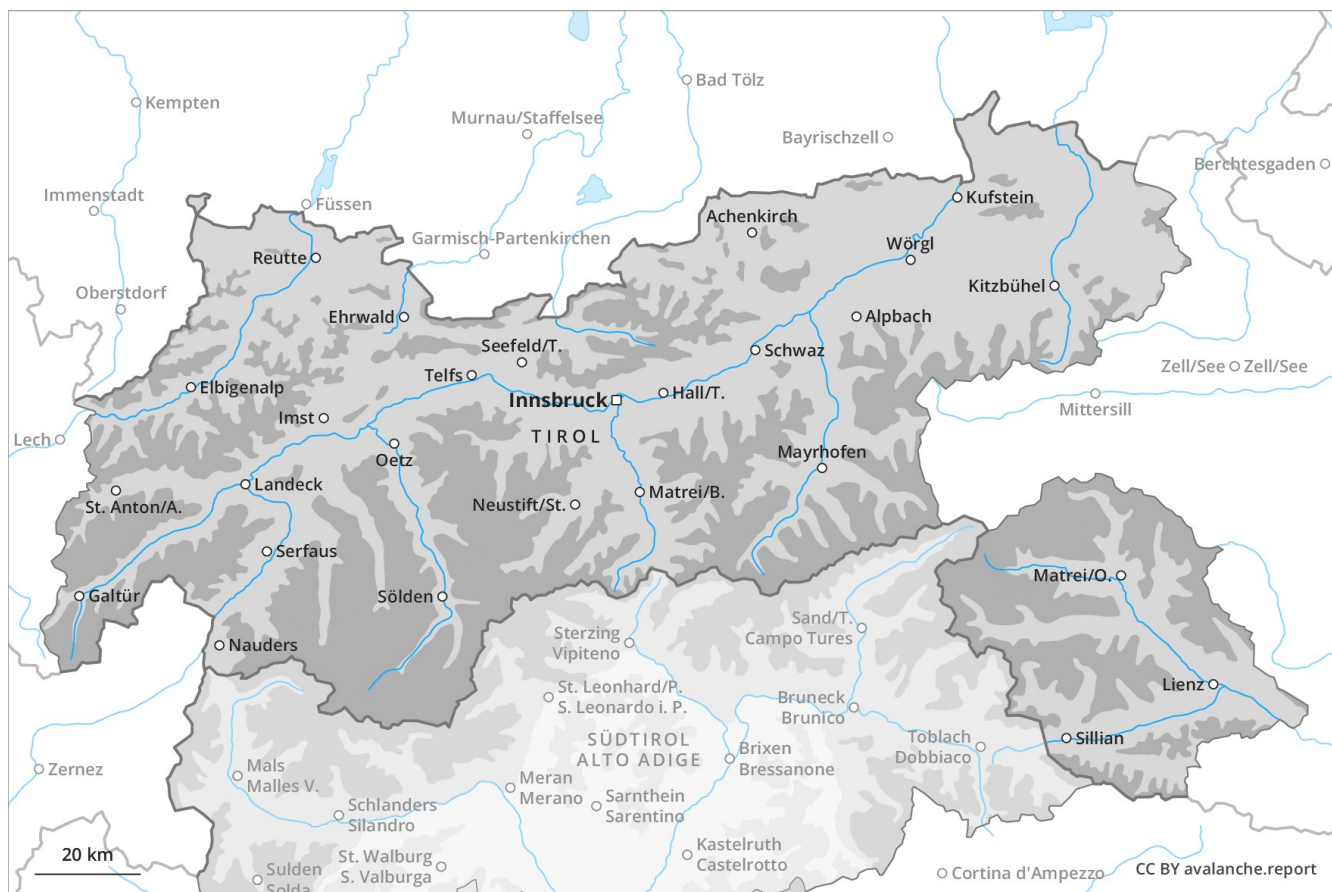 Bad Tölz
Kempten
Murnau/Staffelsee
Bayrischzell
Berchtesgaden
Immenstadt
Füssen
Kufstein
Achenkirch
Garmisch-Partenkirchen
Wörgl
Reutte
Kitzbühel
Oberstdorf
Ehrwald
Alpbach
Seefeld/T.
Schwaz
Telfs
Zell/See
Zell/See
Elbigenalp
Innsbruck
Hall/T.
Mittersill
Imst
Lech
TIROL
Oetz
Mayrhofen
Landeck
St. Anton/A.
Neustift/St.
Matrei/B.
Serfaus
Matrei/O.
Galtür
Sölden
Sand/T.
Campo Tures
Sterzing
Vipiteno
Nauders
St. Leonhard/P.
S. Leonardo i. P.
Bruneck
Brunico
Lienz
SÜDTIROL
ALTO ADIGE
Sillian
Toblach
Dobbiaco
Brixen
Bressanone
Zernez
Mals
Malles V.
Meran
Merano
Sarnthein
Sarentino
Schlanders
Silandro
Kastelruth
Castelrotto
20 km
St. Walburg
S. Valburga
Sulden
Solda
Cortina d'Ampezzo
CC BY avalanche.report